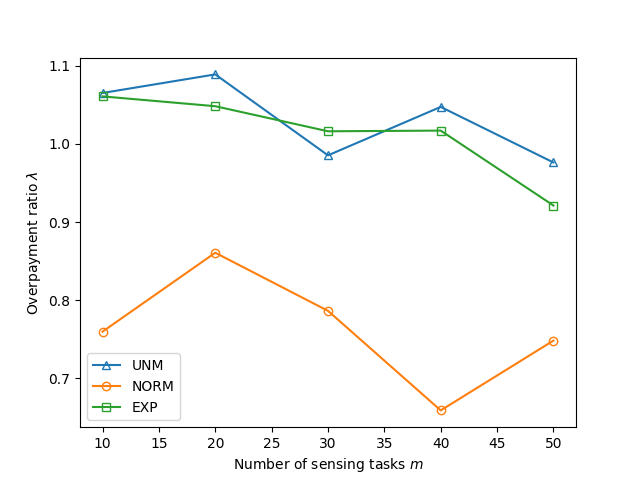 1.1
1.0
0.9
0.8
0.7
Overpayment ratio λ
UNM
NORM
EXP
10 15 20 25 30 35 40 45 50
Number of sensing tasks m